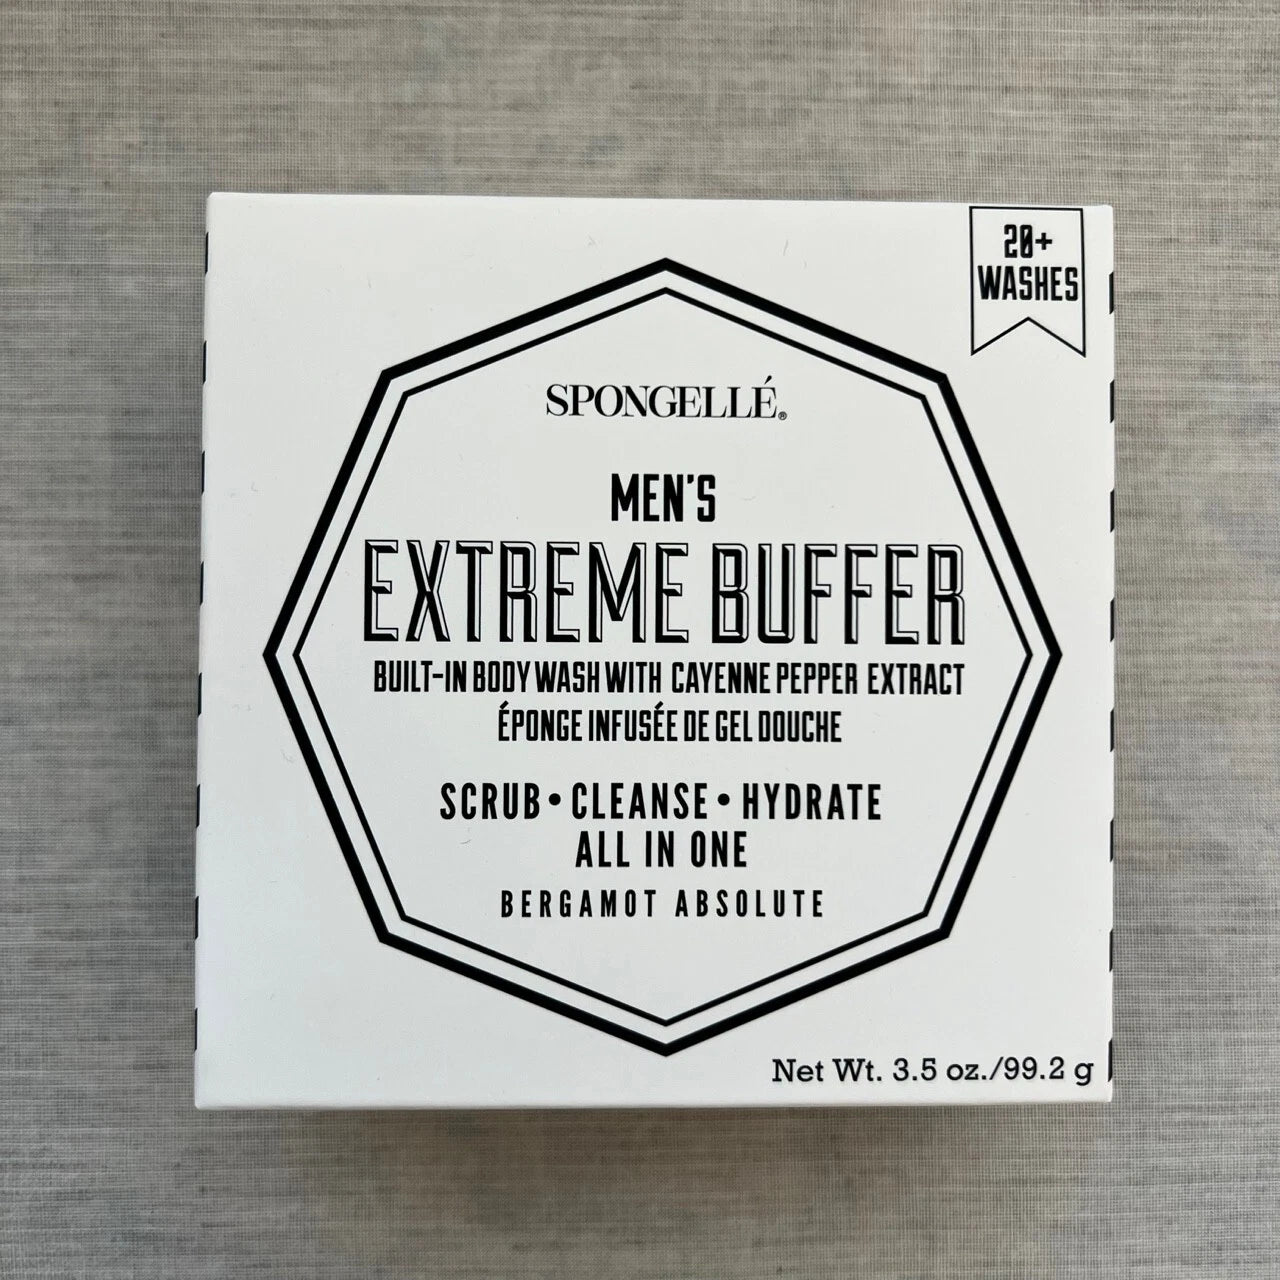 20+
WASHES
SPONGELLÉ®
MEN'S
EXTREME BUFFER
BUILT-IN BODY WASH WITH CAYENNE PEPPER EXTRACT
ÉPONGE INFUSÉE DE GEL DOUCHE
SCRUB • CLEANSE • HYDRATE
ALL IN ONE
BERGAMOT ABSOLUTE
Net Wt. 3.5 oz./99.2 g